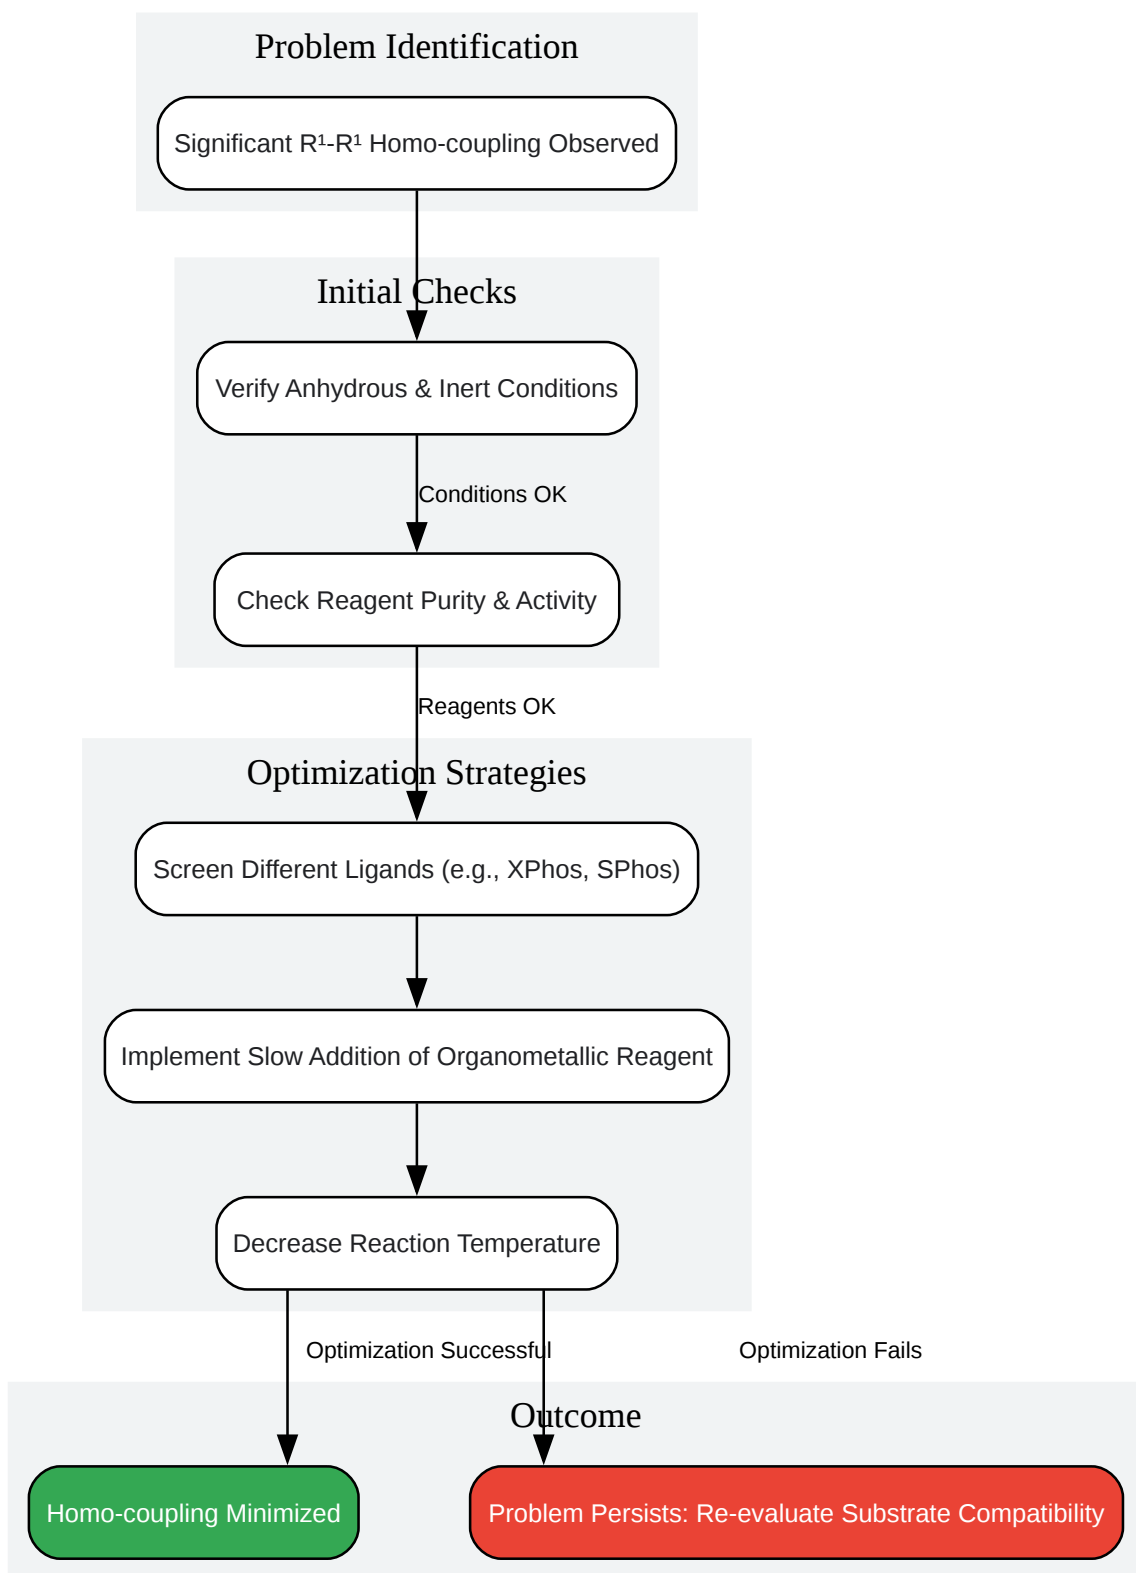 Problem Identification
Significant R¹-R¹ Homo-coupling Observed
Initial Checks
Verify Anhydrous & Inert Conditions
Conditions OK
Check Reagent Purity & Activity
Reagents OK
Optimization Strategies
Screen Different Ligands (e.g., XPhos, SPhos)
Implement Slow Addition of Organometallic Reagent
Decrease Reaction Temperature
Optimization Successful
Optimization Fails
Outcome
Homo-coupling Minimized
Problem Persists: Re-evaluate Substrate Compatibility